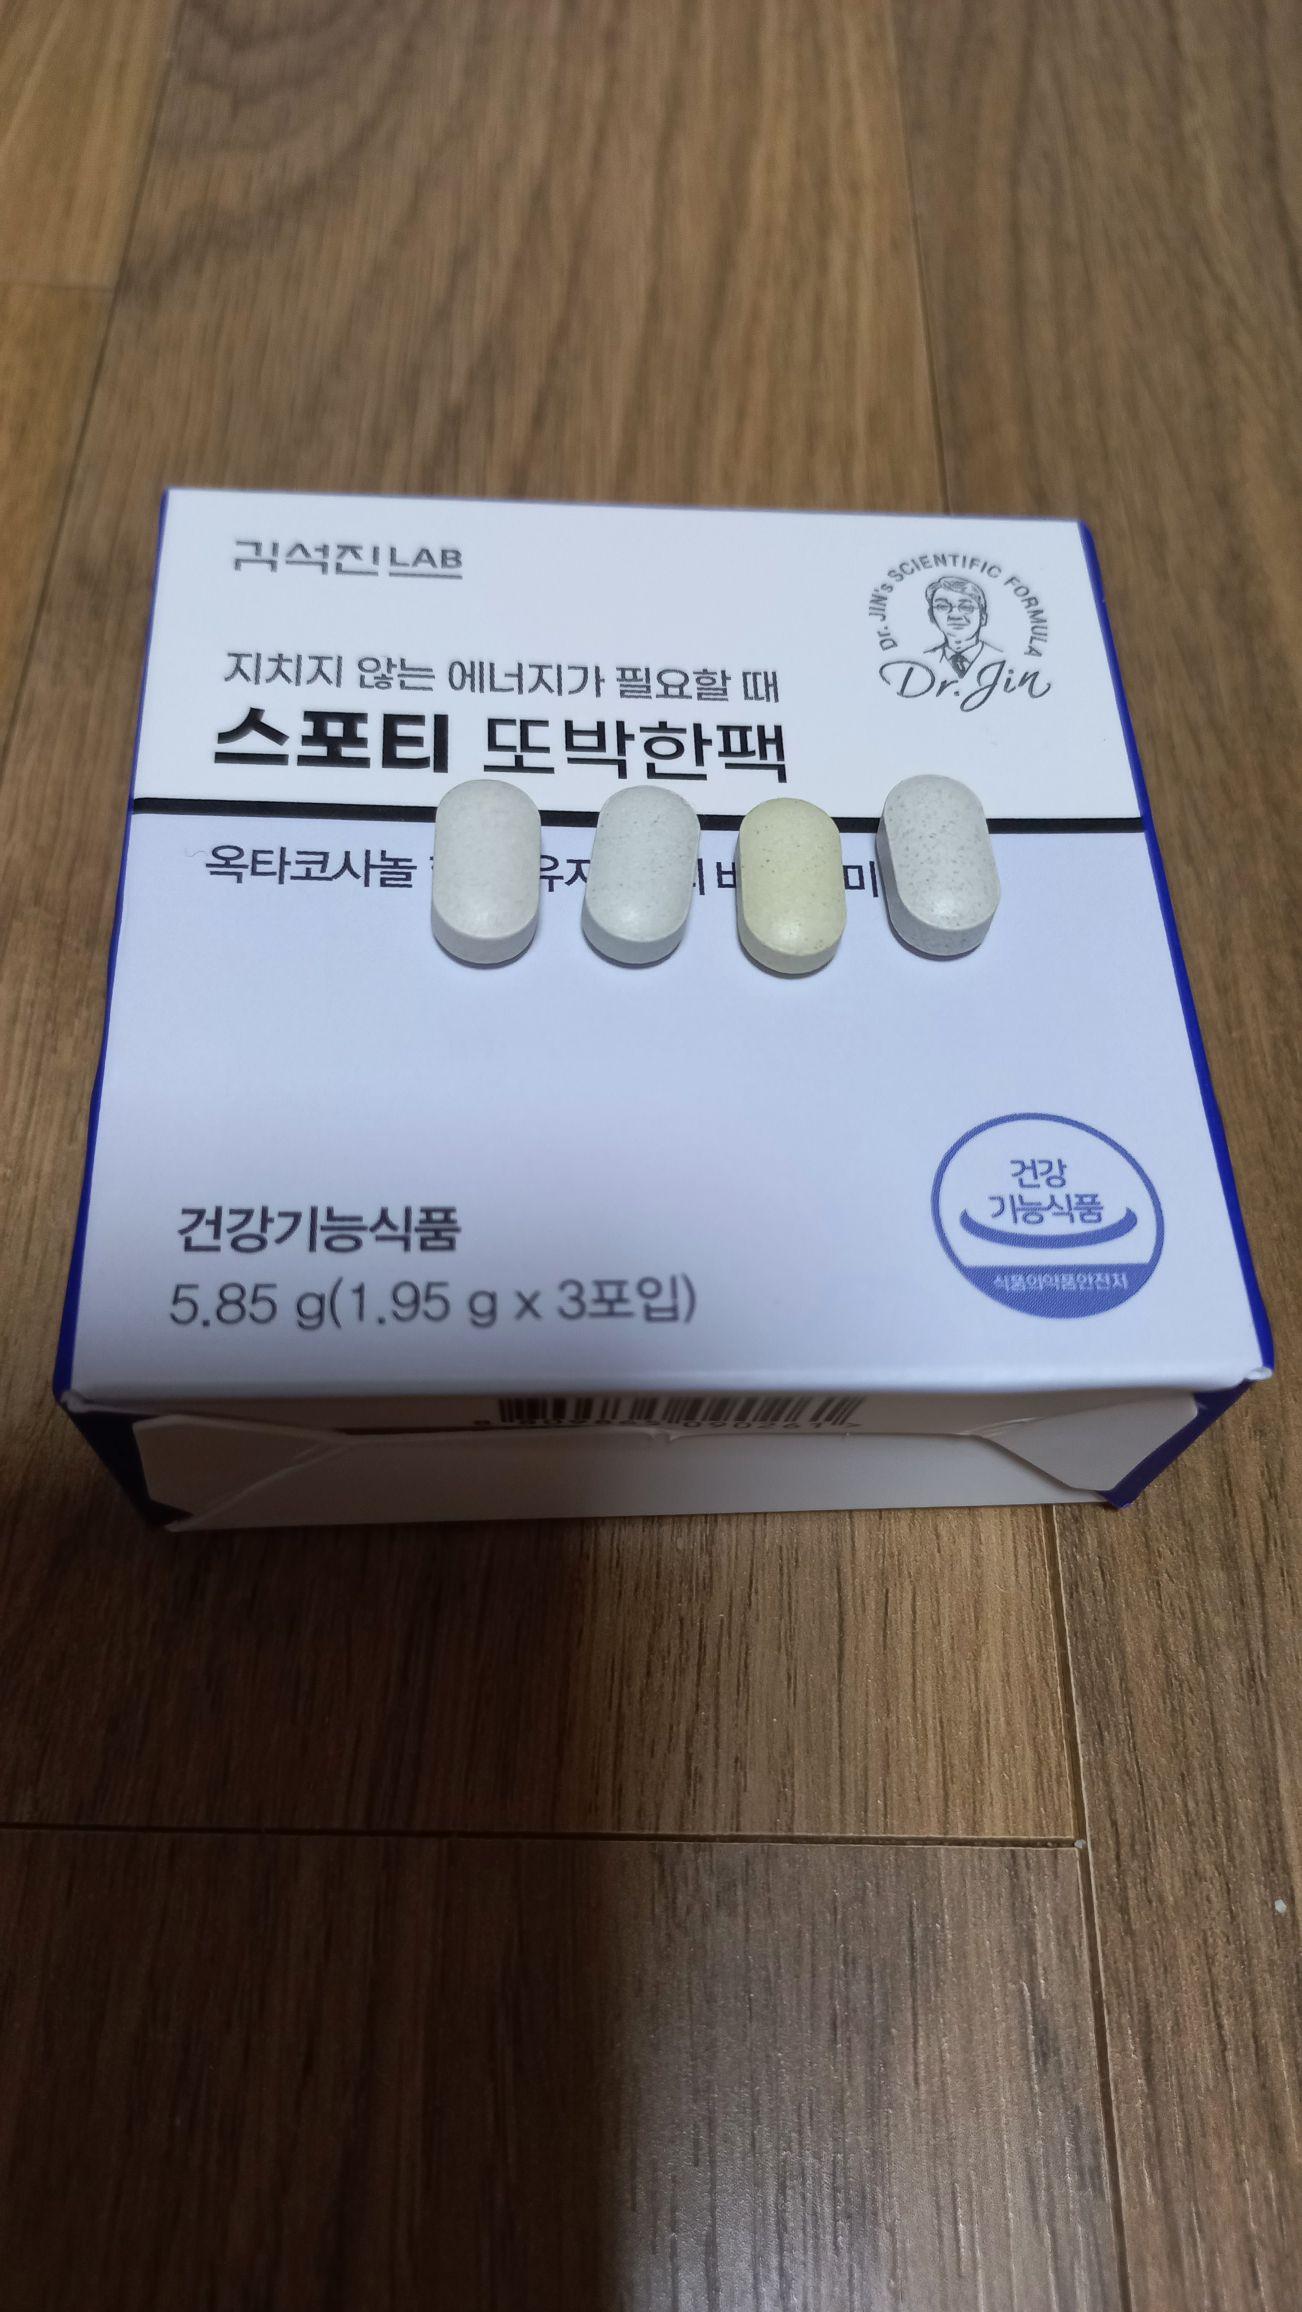 김석진LAB
Dr. JIN's SCIENTIFIC FORMULA
Dr.Jin
지치지 않는 에너지가 필요할 때
스포티 또박한팩
옥타코사놀
건강기능식품
5.85 g(1.95 g x 3포입)
건강
기능식품
식품의약품안전처